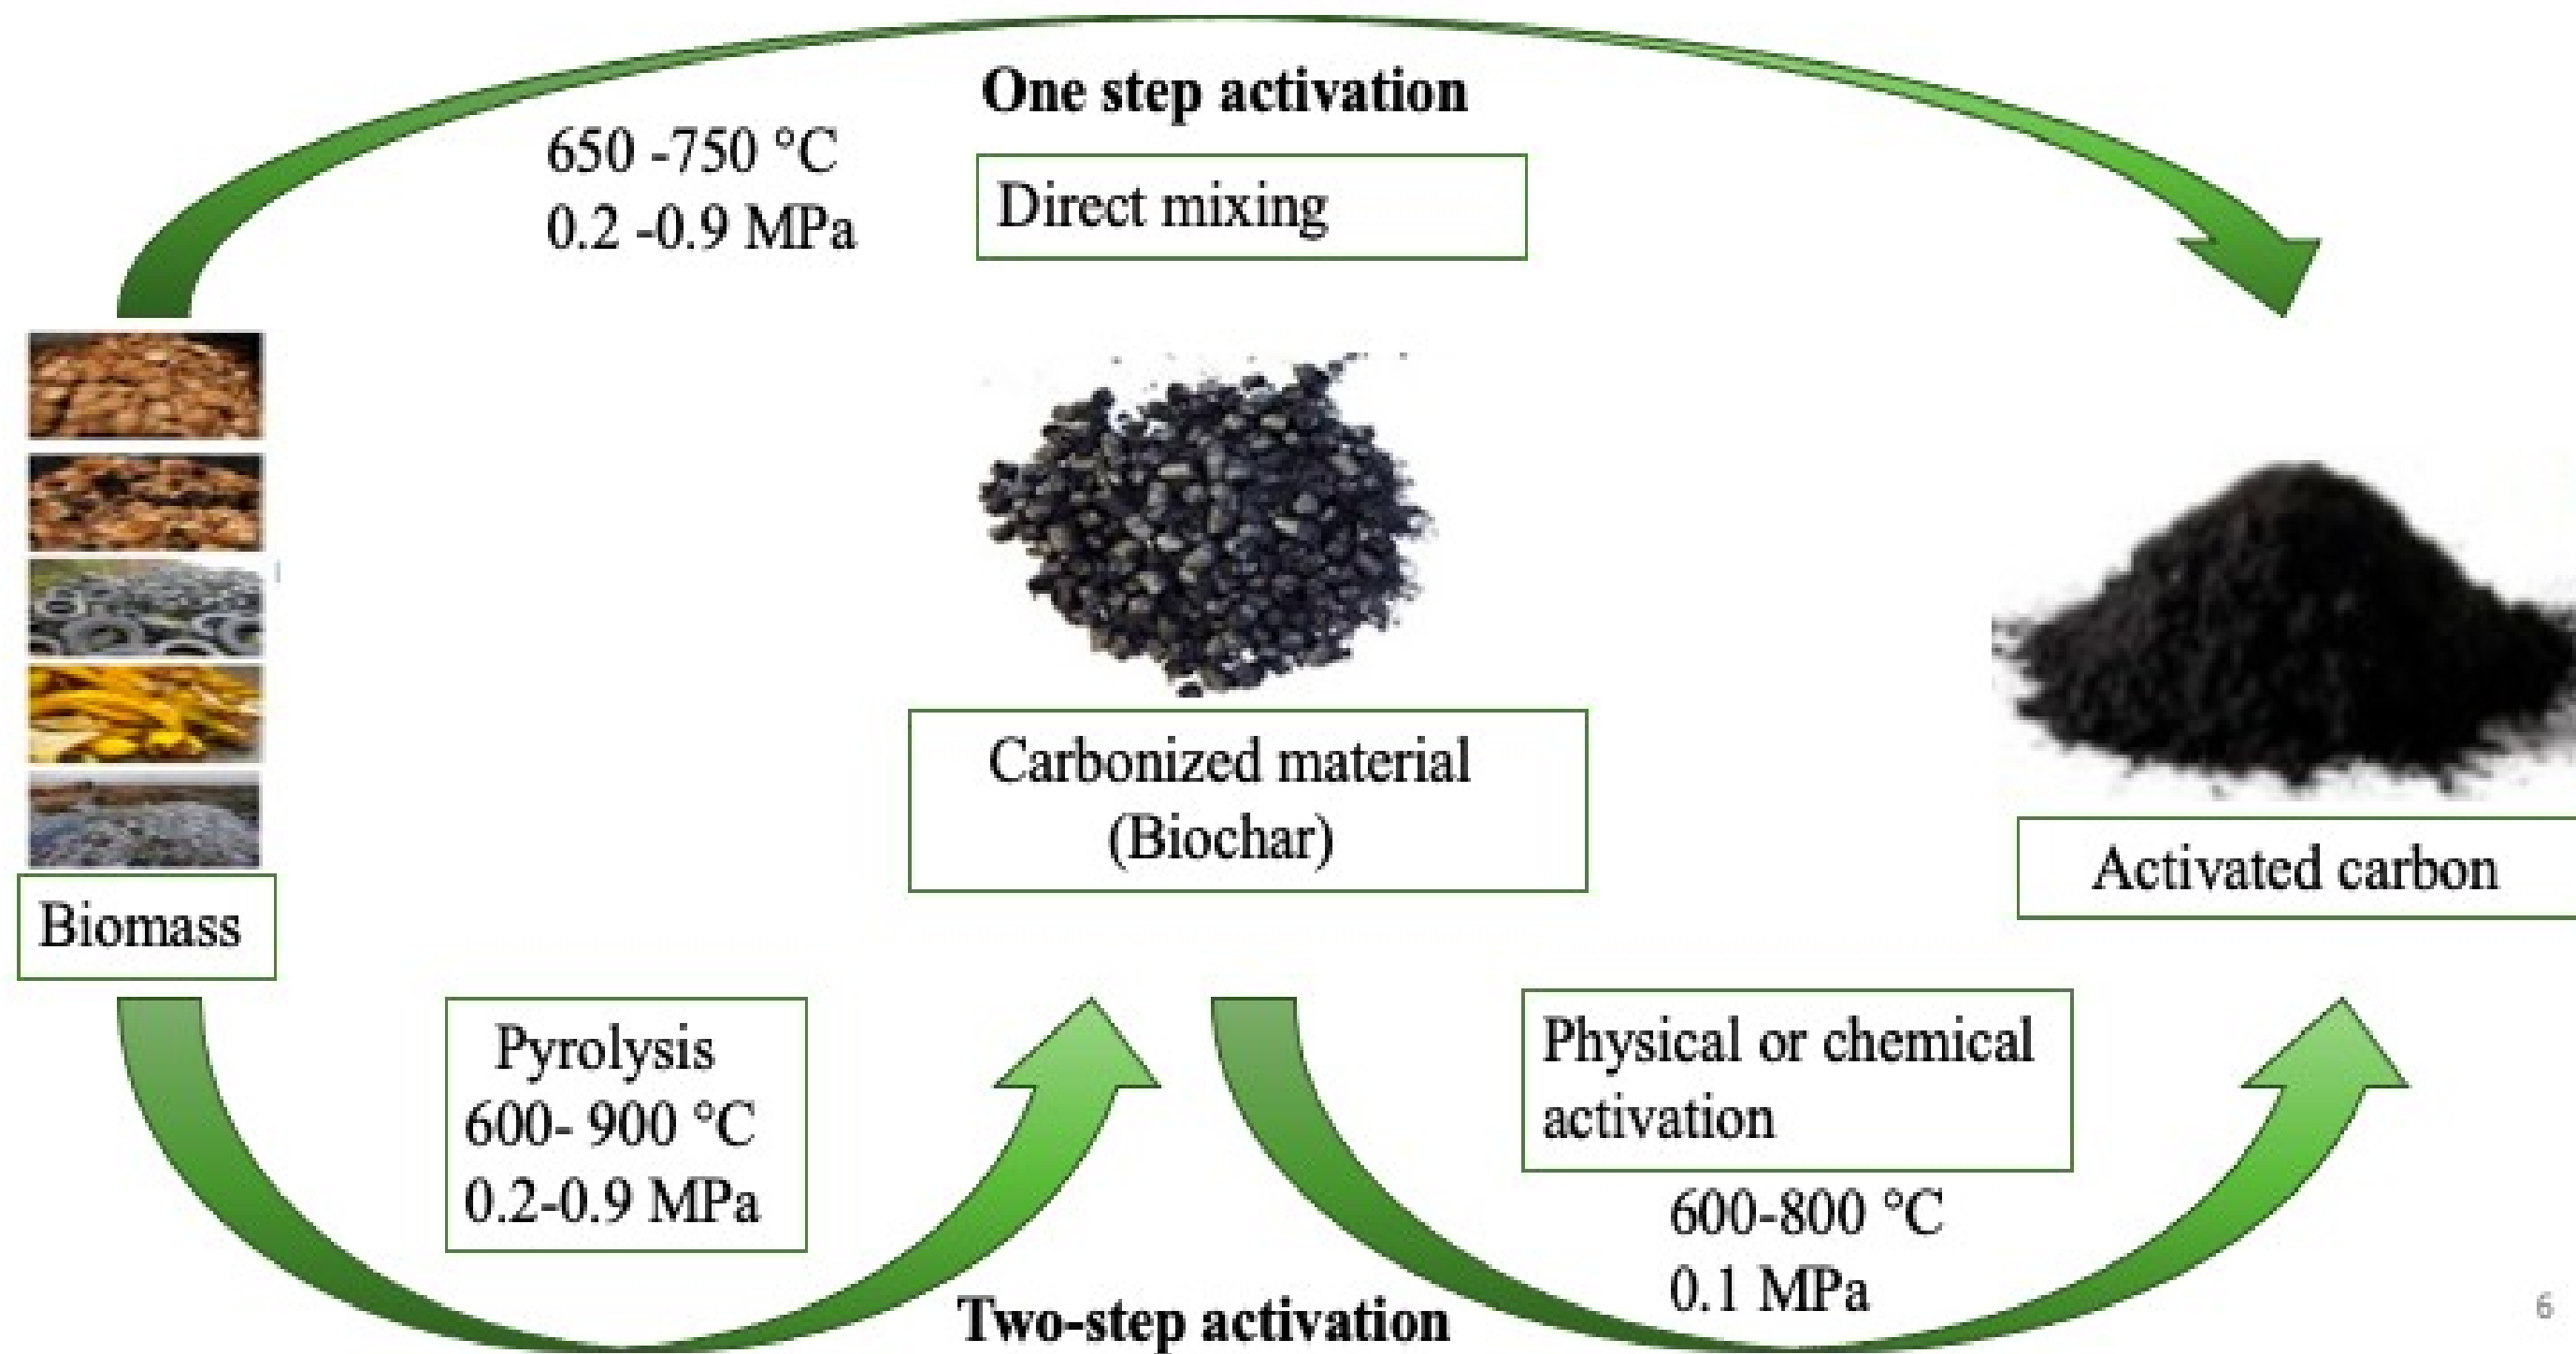 One step activation
650 -750 °C
0.2 -0.9 MPa
Direct mixing
Carbonized material
(Biochar)
Activated carbon
Biomass
Pyrolysis
600- 900 °C
0.2-0.9 MPa
Physical or chemical
activation
600-800 °C
0.1 MPa
Two-step activation
6